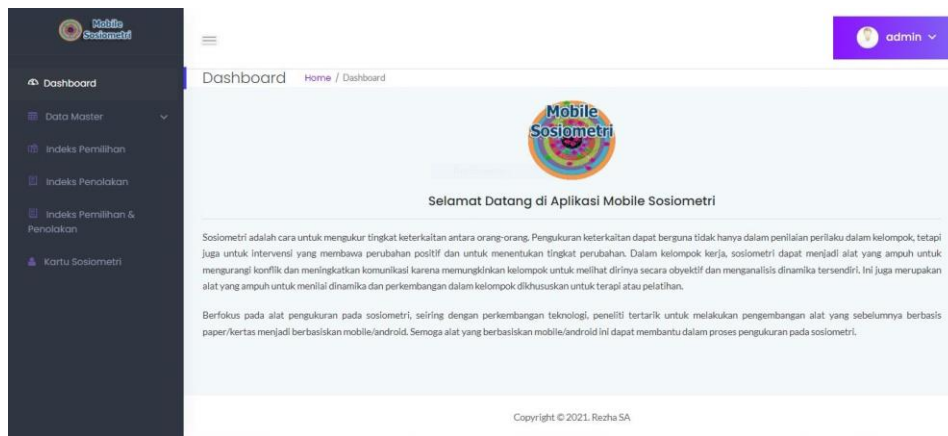 Mobile
Sosiometri
admin
Dashboard
Data Master
Indeks Pemilihan
Indeks Penolakan
Indeks Pemilihan &
Penolakan
Kartu Sosiometri
Dashboard Home / Dashboard
Mobile
Sosiometri
Selamat Datang di Aplikasi Mobile Sosiometri
Sosiometri adalah cara untuk mengukur tingkat keterkaitan antara orang-orang. Pengukuran keterkaitan dapat berguna tidak hanya dalam penilaian perilaku dalam kelompok, tetapi
juga untuk intervensi yang membawa perubahan positif dan untuk menentukan tingkat perubahan. Dalam kelompok kerja, sosiometri dapat menjadi alat yang ampuh untuk
mengurangi konflik dan meningkatkan komunikasi karena memungkinkan kelompok untuk melihat dirinya secara obyektif dan menganalisis dinamika tersendiri. Ini juga merupakan
alat yang ampuh untuk menilai dinamika dan perkembangan dalam kelompok dikhususkan untuk terapi atau pelatihan.
Berfokus pada alat pengukuran pada sosiometri, seiring dengan perkembangan teknologi, peneliti tertarik untuk melakukan pengembangan alat yang sebelumnya berbasis
paper/kertas menjadi berbasiskan mobile/android. Semoga alat yang berbasiskan mobile/android ini dapat membantu dalam proses pengukuran pada sosiometri.
Copyright © 2021. Rezha SA